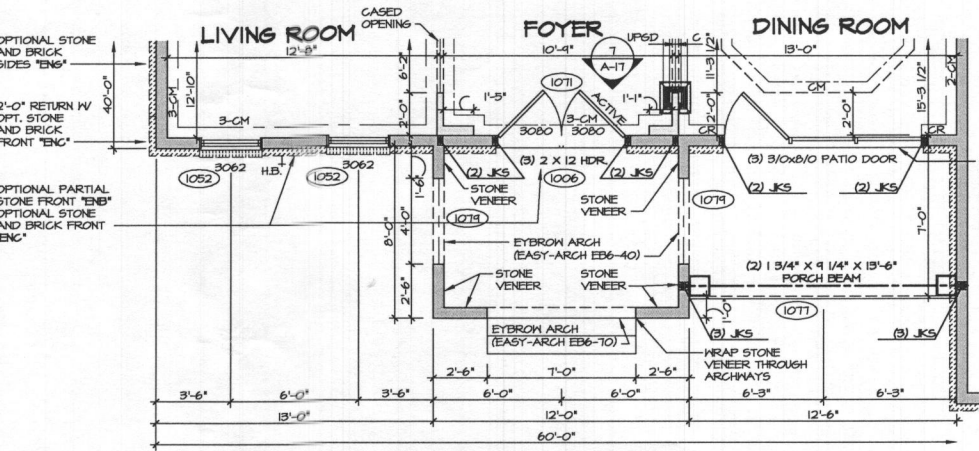 CASED
OPENING
LIVING ROOM
FOYER
DINING ROOM
OPTIONAL STONE
AND BRICK
SIDES "ENG"
12'-8"
10'-9"
UPGD
C
13'-0"
7
A-17
40'-0"
3-CM
12'-10"
6'-2"
2'-0"
1071
11'-3 1/2"
2'-0"
CM
2'-0"
15'-3 1/2"
2-CM
2'-0" RETURN W/
OPT. STONE
AND BRICK
FRONT "ENC"
3-CM
1'-5"
ACTIVE
1'-1"
3-CM
3080
3080
CR
CR
3062
3062
(3) 2 X 12 HDR.
(3) 3/0x6/0 PATIO DOOR
1052
H.B.
1052
(2) JKS
1006
(2) JKS
(2) JKS
(2) JKS
OPTIONAL PARTIAL
STONE FRONT "ENB"
OPTIONAL STONE
AND BRICK FRONT
"ENC"
1'-6"
STONE
VENEER
STONE
VENEER
1079
1079
8'-0"
4'-0"
7'-0"
EYBROW ARCH
(EASY-ARCH EB6-40)
(2) 1 3/4" X 9 1/4" X 13'-6"
PORCH BEAM
STONE
VENEER
STONE
VENEER
2'-6"
1'-0"
1077
(3) JKS
(3) JKS
EYBROW ARCH
(EASY-ARCH EB6-70)
WRAP STONE
VENEER THROUGH
ARCHWAYS
2'-6"
7'-0"
2'-6"
3'-6"
6'-0"
3'-6"
6'-0"
6'-0"
6'-3"
6'-3"
13'-0"
12'-0"
12'-6"
60'-0"